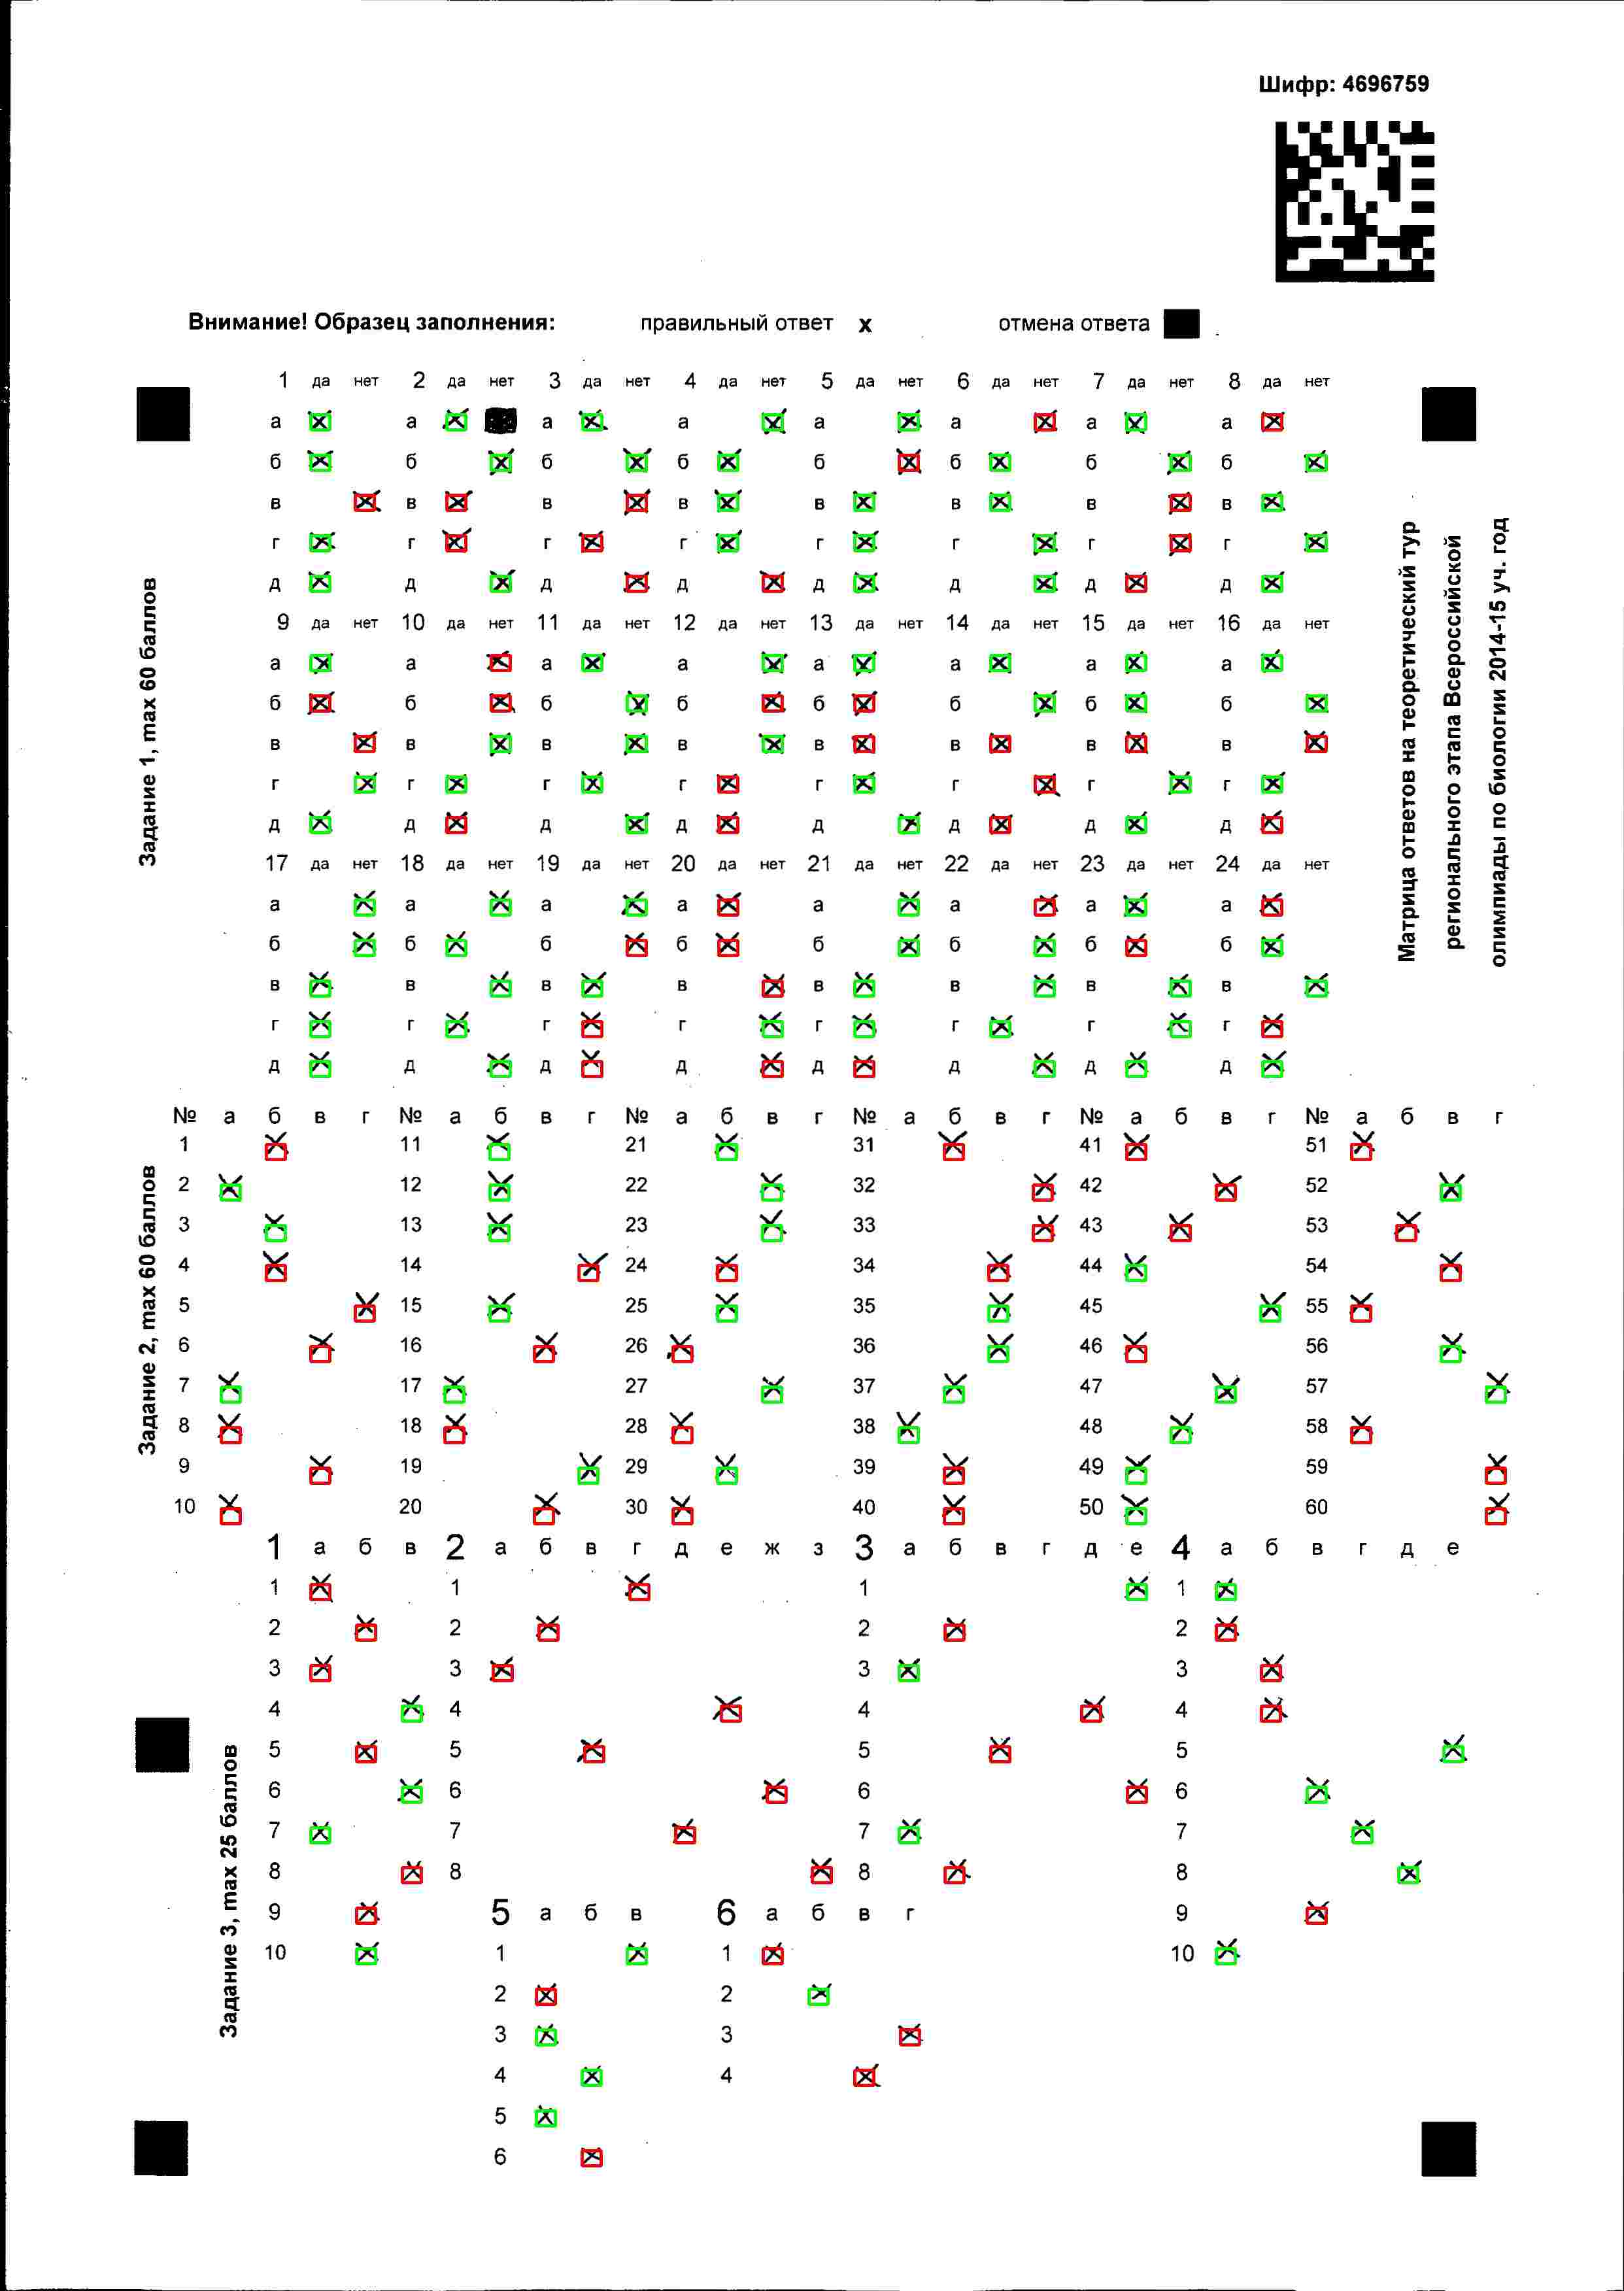 Шифр: 4696759
Внимание! Образец заполнения: правильный ответ x отмена ответа
1 да нет 2 да нет 3 да нет 4 да нет 5 да нет 6 да нет 7 да нет 8 да нет
а а а а а а а а
б б б б б б б б
в в в в в в в в
г г г г г г г г
д д д д д д д д
9 да нет 10 да нет 11 да нет 12 да нет 13 да нет 14 да нет 15 да нет 16 да нет
а а а а а а а а
б б б б б б б б
в в в в в в в в
г г г г г г г г
д д д д д д д д
17 да нет 18 да нет 19 да нет 20 да нет 21 да нет 22 да нет 23 да нет 24 да нет
а а а а а а а а
б б б б б б б б
в в в в в в в в
г г г г г г г г
д д д д д д д д
Задание 1, max 60 баллов
Матрица ответов на теоретический тур
регионального этапа Всероссийской
олимпиады по биологии 2014-15 уч. год
№ а б в г № а б в г № а б в г № а б в г № а б в г № а б в г
1 11 21 31 41 51
2 12 22 32 42 52
3 13 23 33 43 53
4 14 24 34 44 54
5 15 25 35 45 55
6 16 26 36 46 56
7 17 27 37 47 57
8 18 28 38 48 58
9 19 29 39 49 59
10 20 30 40 50 60
Задание 2, max 60 баллов
1 а б в 2 а б в г д е ж з 3 а б в г д е 4 а б в г д е
1 1 1 1
2 2 2 2
3 3 3 3
4 4 4 4
5 5 5 5
6 6 6 6
7 7 7 7
8 8 8 8
9 5 а б в 6 а б в г 9
10 1 1 10
2 2
3 3
4 4
5
6
Задание 3, max 25 баллов